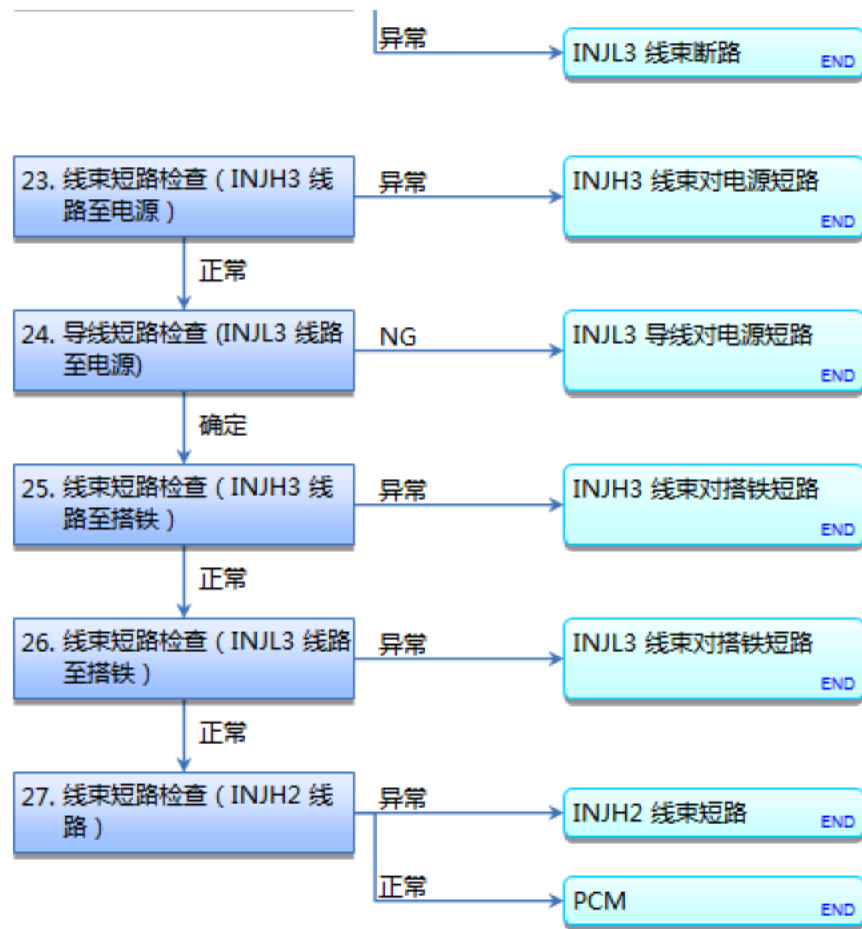 异常
INJL3 线束断路
END
23. 线束短路检查（INJH3 线
路至电源）
异常
INJH3 线束对电源短路
END
正常
24. 导线短路检查 (INJL3 线路
至电源)
NG
INJL3 导线对电源短路
END
确定
25. 线束短路检查（INJH3 线
路至搭铁）
异常
INJH3 线束对搭铁短路
END
正常
26. 线束短路检查（INJL3 线路
至搭铁）
异常
INJL3 线束对搭铁短路
END
正常
27. 线束短路检查（INJH2 线
路）
异常
INJH2 线束短路
END
正常
PCM
END